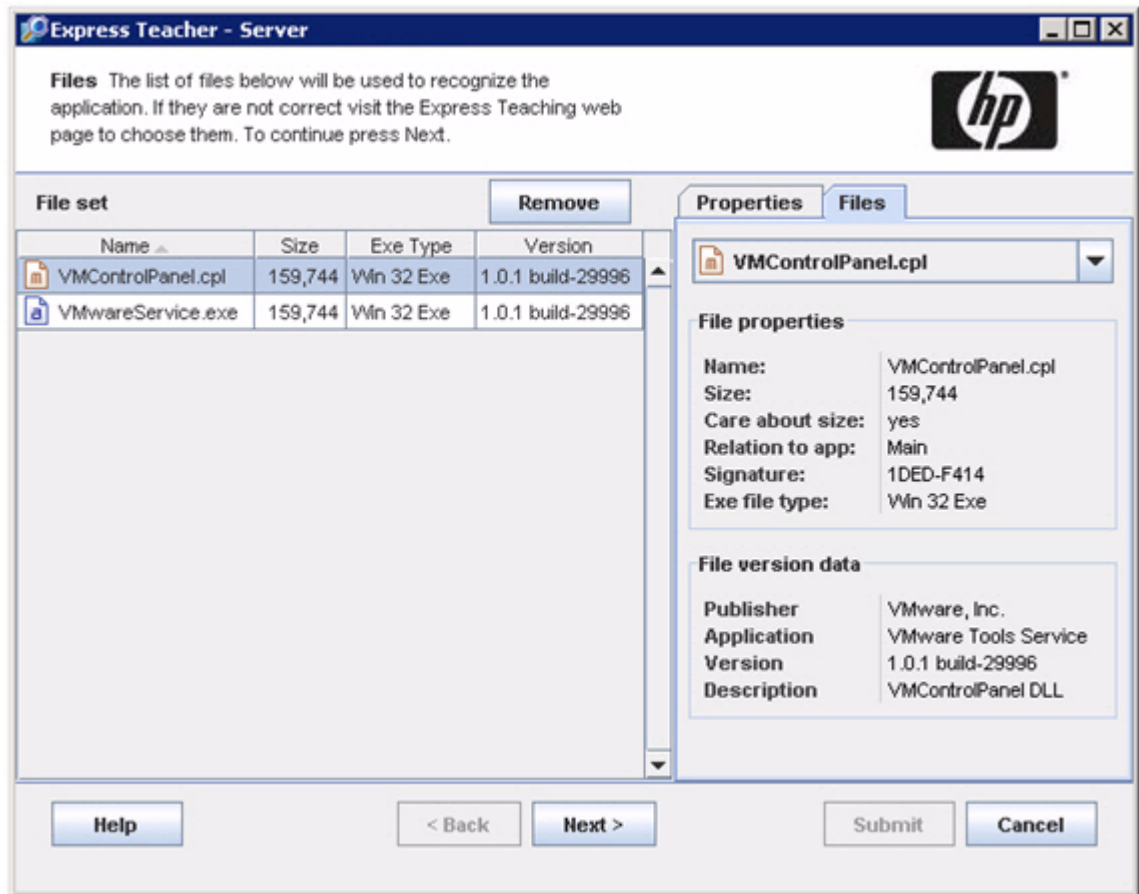 Express Teacher - Server
Files The list of files below will be used to recognize the
application. If they are not correct visit the Express Teaching web
page to choose them. To continue press Next.
hp
File set
Remove
Properties Files
Name Size Exe Type Version
m VMControlPanel.cpl 159,744 Win 32 Exe 1.0.1 build-29996
a VMwareService.exe 159,744 Win 32 Exe 1.0.1 build-29996
m VMControlPanel.cpl
File properties
Name: VMControlPanel.cpl
Size: 159,744
Care about size: yes
Relation to app: Main
Signature: 1DED-F414
Exe file type: Win 32 Exe
File version data
Publisher VMware, Inc.
Application VMware Tools Service
Version 1.0.1 build-29996
Description VMControlPanel DLL
Help < Back Next > Submit Cancel